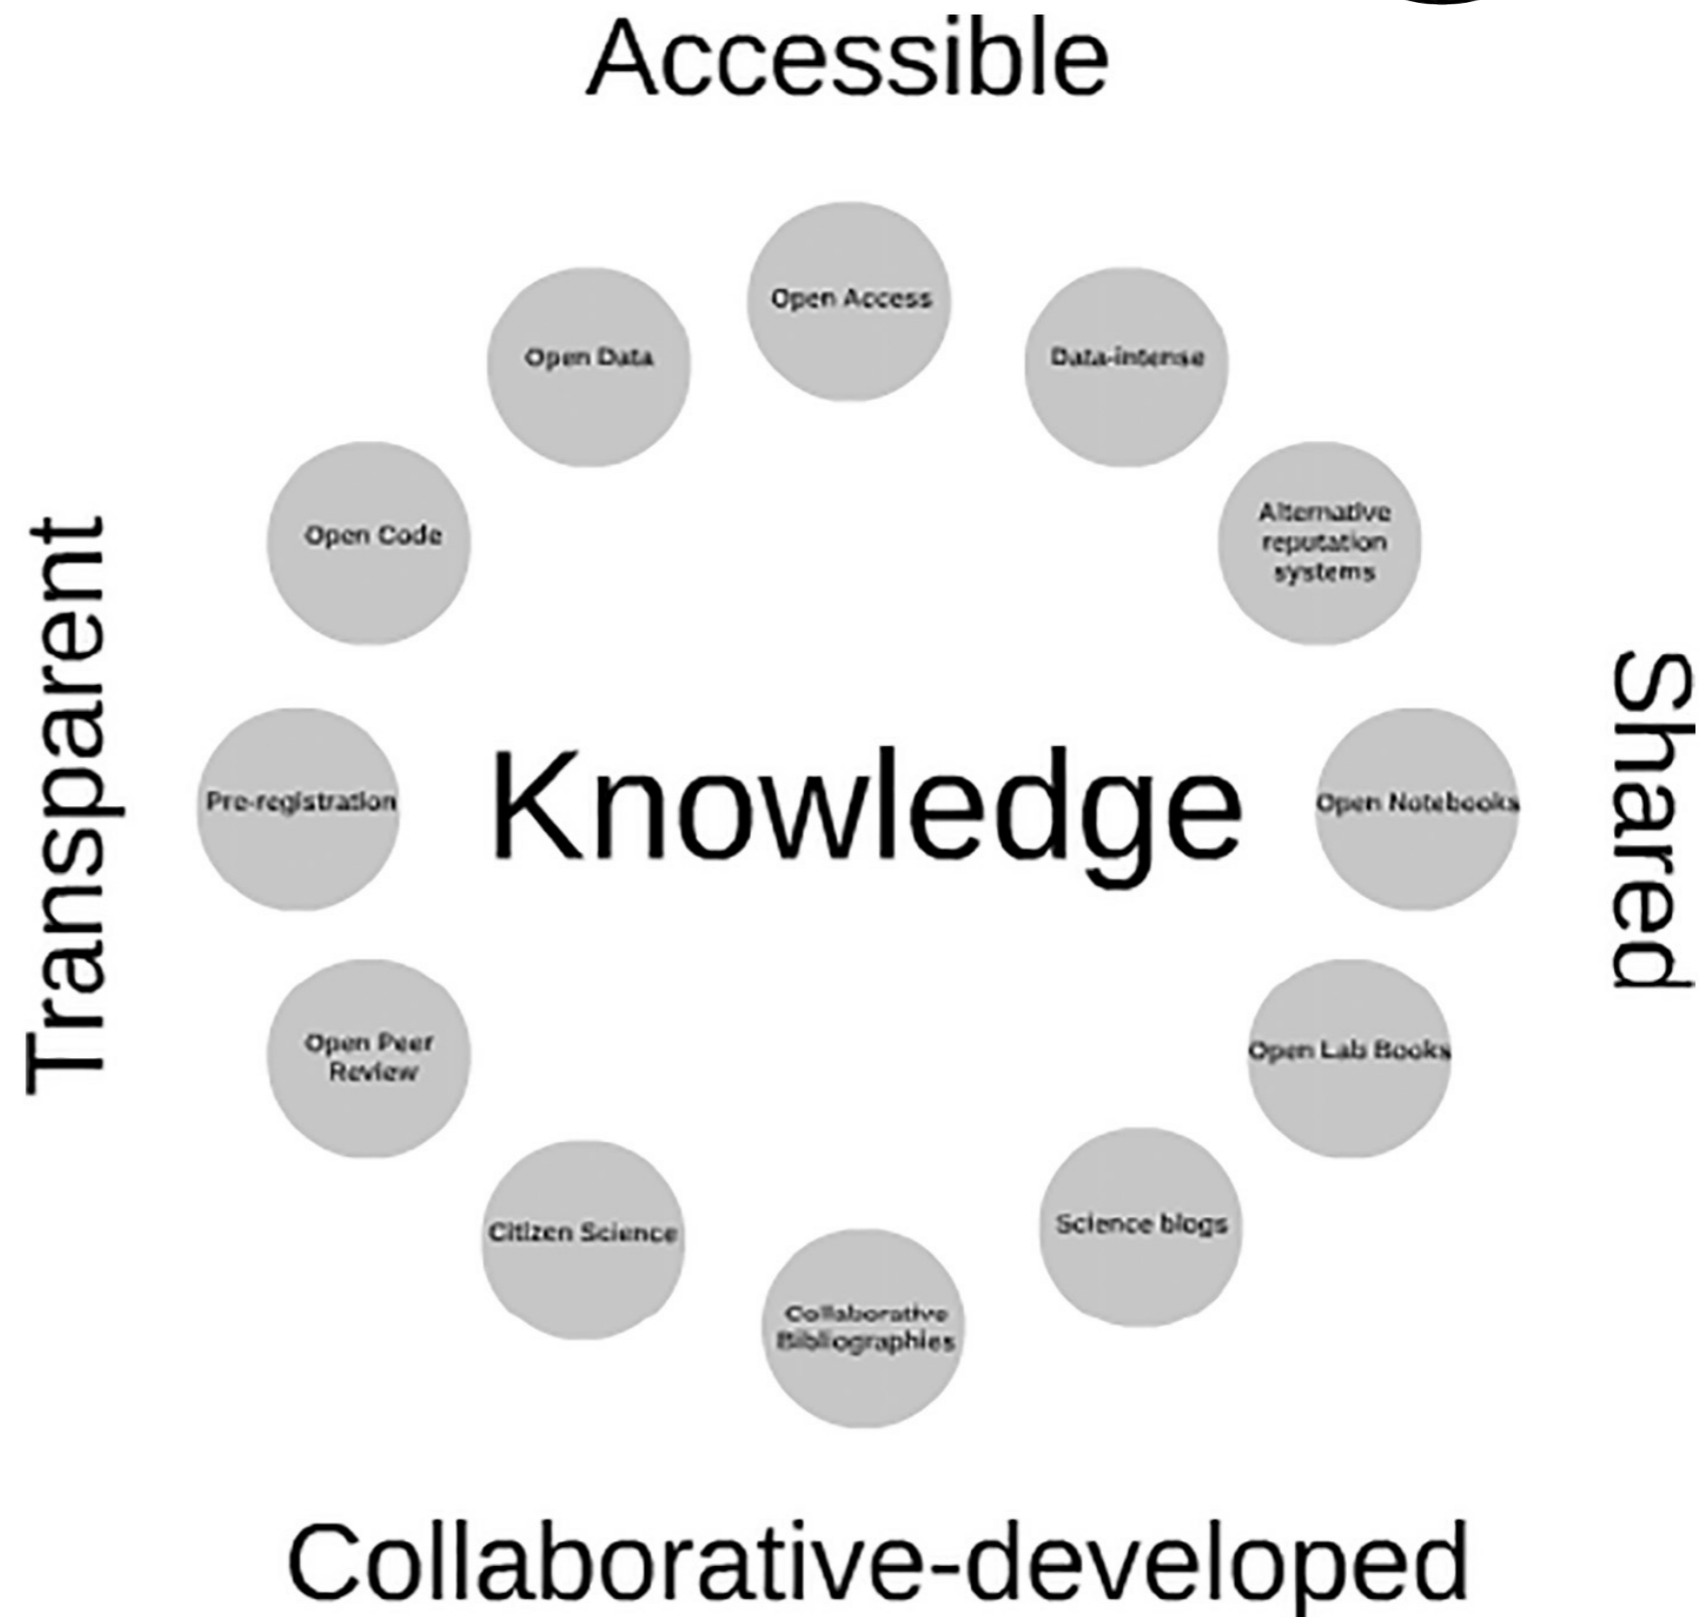 Accessible
Open Access
Open Data
Data-intense
Open Code
Alternative
reputation
systems
Transparent
Shared
Pre-registration
Knowledge
Open Notebooks
Open Peer
Review
Open Lab Books
Citizen Science
Science blogs
Collaborative
Bibliographies
Collaborative-developed